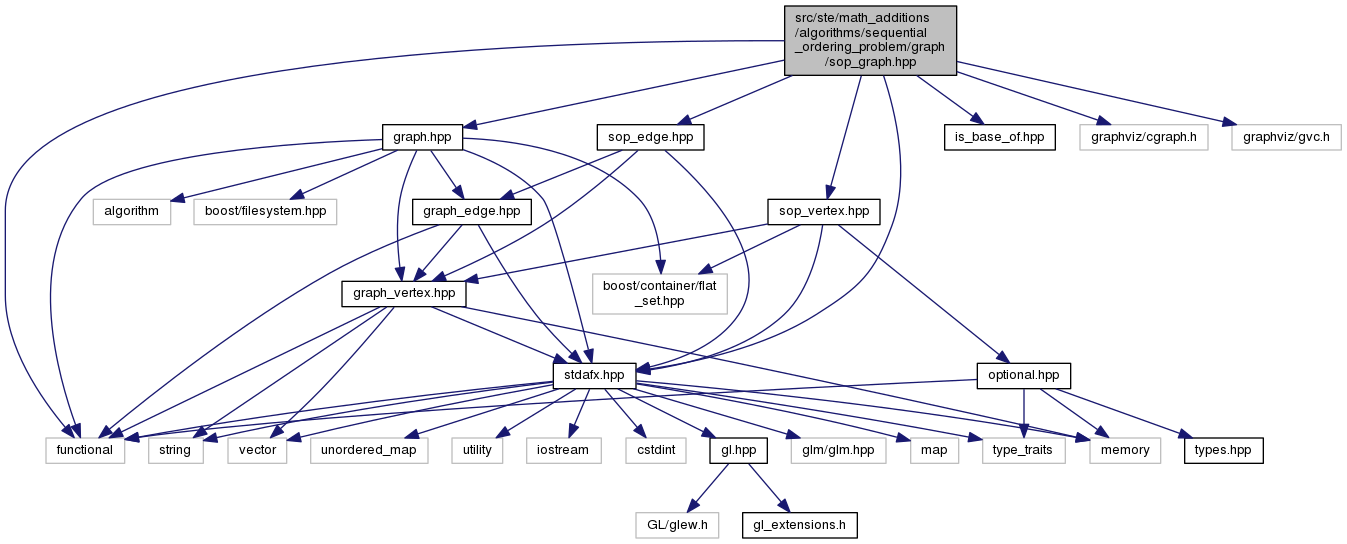 src/ste/math_additions
/algorithms/sequential
_ordering_problem/graph
/sop_graph.hpp
graph.hpp
sop_edge.hpp
is_base_of.hpp
graphviz/cgraph.h
graphviz/gvc.h
algorithm
boost/filesystem.hpp
graph_edge.hpp
sop_vertex.hpp
graph_vertex.hpp
boost/container/flat
_set.hpp
stdafx.hpp
optional.hpp
functional
string
vector
unordered_map
utility
iostream
cstdint
gl.hpp
glm/glm.hpp
map
type_traits
memory
types.hpp
GL/glew.h
gl_extensions.h